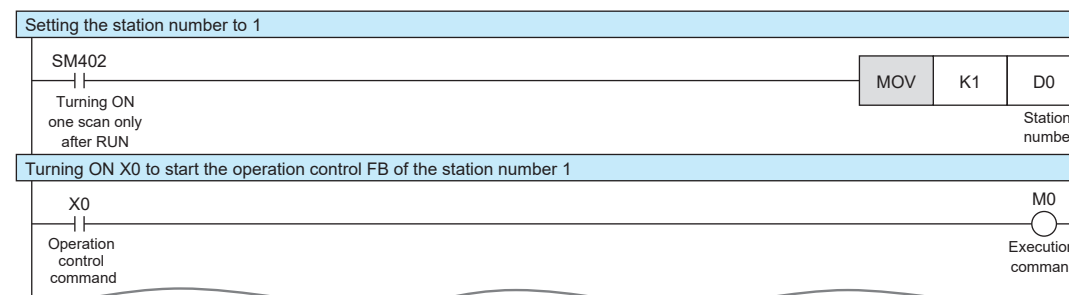 Setting the station number to 1
SM402
MOV K1 D0
Turning ON
one scan only
after RUN
Station
Turning ON X0 to start the operation control FB of the station number 1
X0
M0
Operation
control
command